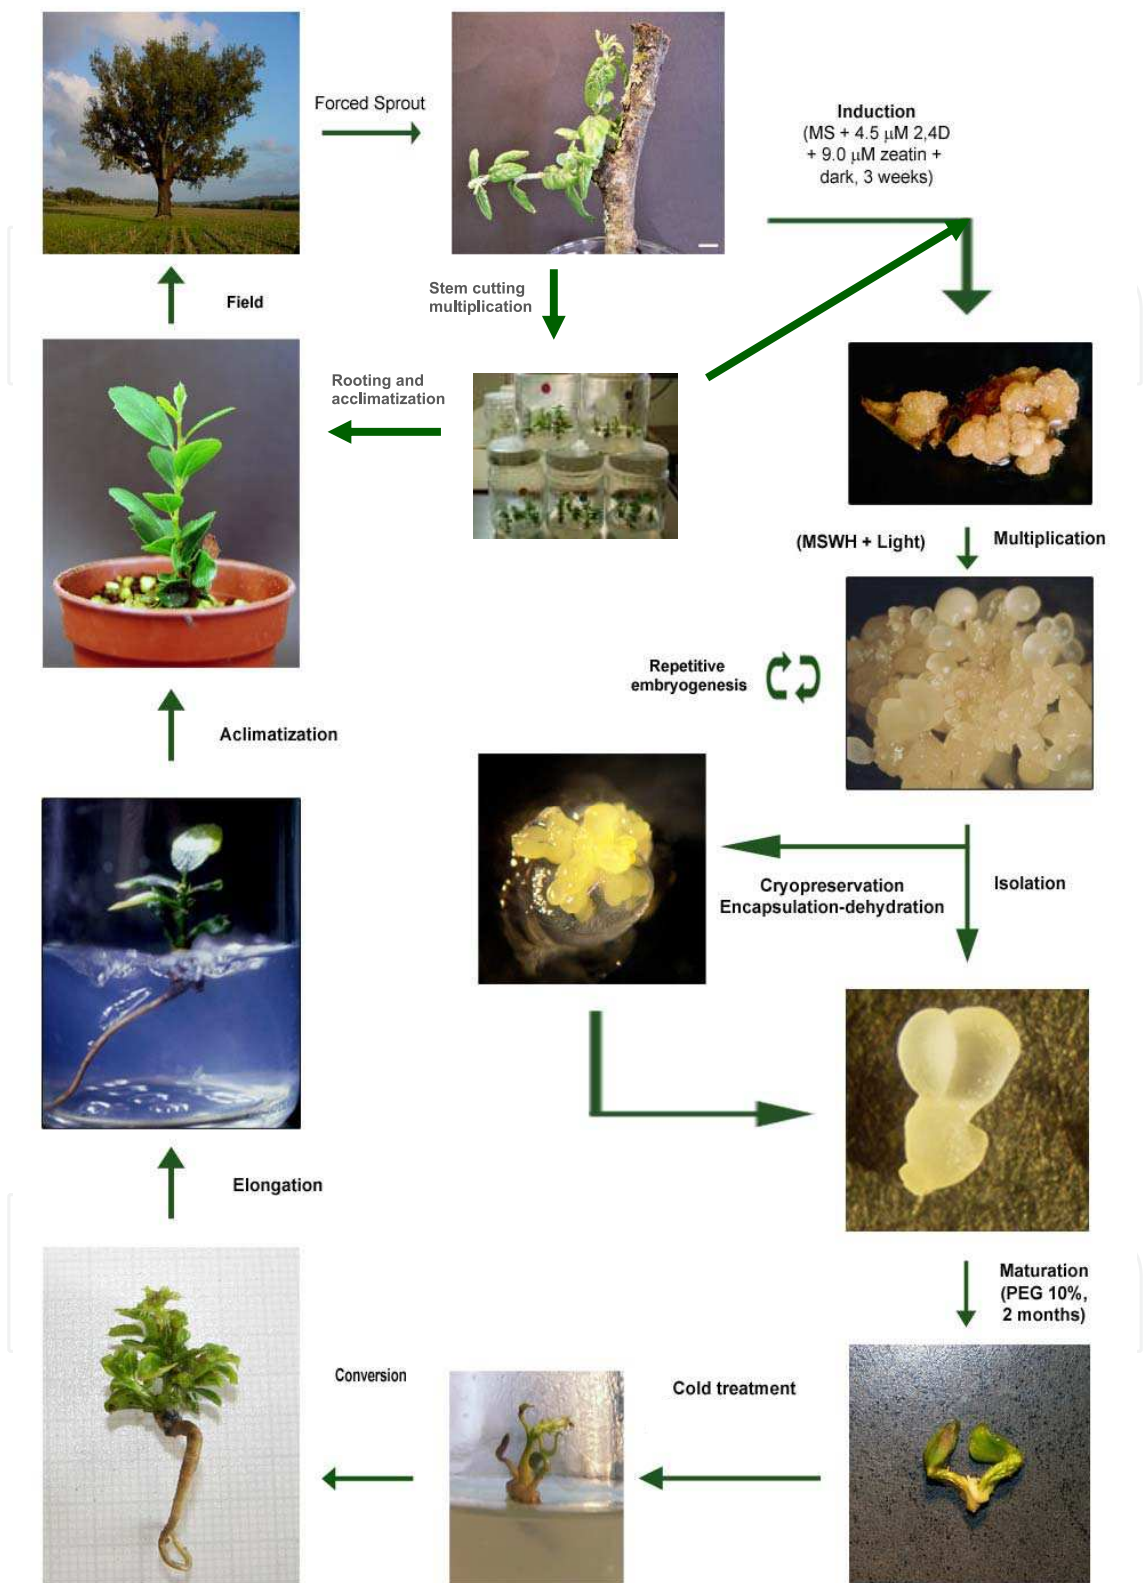 Forced Sprout
Induction
(MS + 4.5 µM 2,4D
+ 9.0 µM zeatin +
dark, 3 weeks)
Field
Stem cutting
multiplication
Rooting and
acclimatization
(MSWH + Light)
Multiplication
Repetitive
embryogenesis
Aclimatization
Cryopreservation
Encapsulation-dehydration
Isolation
Elongation
Maturation
(PEG 10%,
2 months)
Conversion
Cold treatment